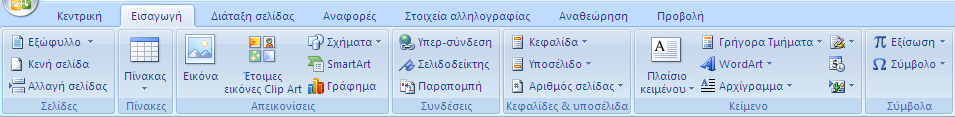 Κεντρική Εισαγωγή Διάταξη σελίδας Αναφορές Στοιχεία αλληλογραφίας Αναθεώρηση Προβολή
Εξώφυλλο
Κενή σελίδα
Αλλαγή σελίδας
Σελίδες
Πίνακας
Πίνακες
Εικόνα
Έτοιμες
εικόνες Clip Art
Σχήματα
SmartArt
Γράφημα
Απεικονίσεις
Υπερ-σύνδεση
Σελιδοδείκτης
Παραπομπή
Συνδέσεις
Κεφαλίδα
Υποσέλιδο
Αριθμός σελίδας
Κεφαλίδες & υποσέλιδα
Πλαίσιο
κειμένου
Γρήγορα Τμήματα
WordArt
Αρχίγραμμα
Κείμενο
Εξίσωση
Σύμβολο
Σύμβολα